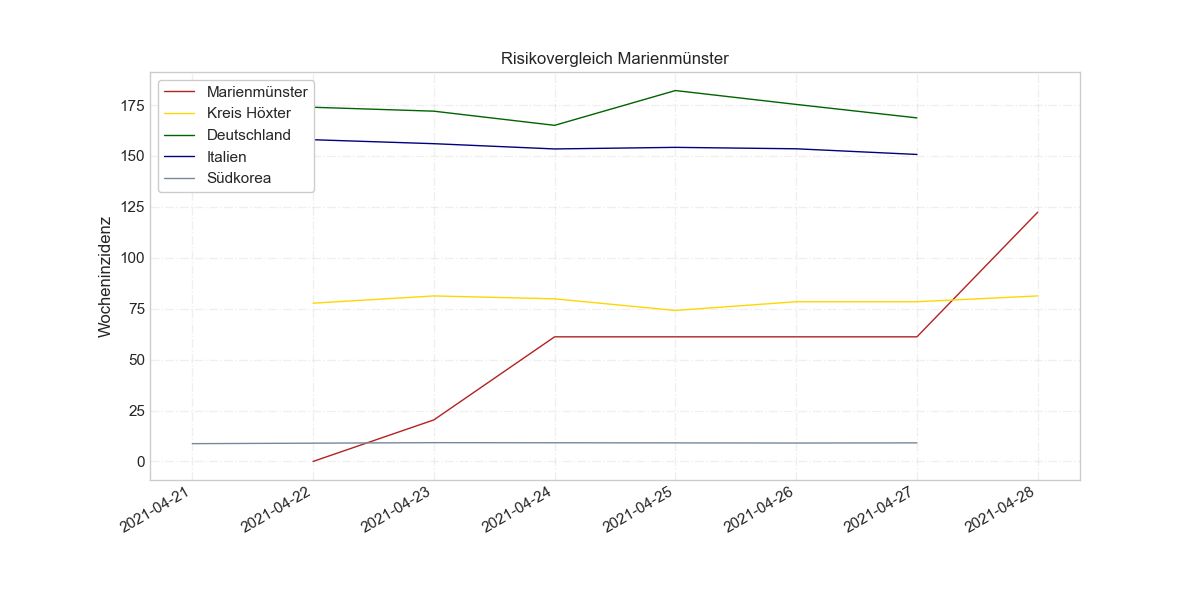 Risikovergleich Marienmünster
Marienmünster
Kreis Höxter
Deutschland
Italien
Südkorea
Wocheninzidenz
175
150
125
100
75
50
25
0
2021-04-21
2021-04-22
2021-04-23
2021-04-24
2021-04-25
2021-04-26
2021-04-27
2021-04-28